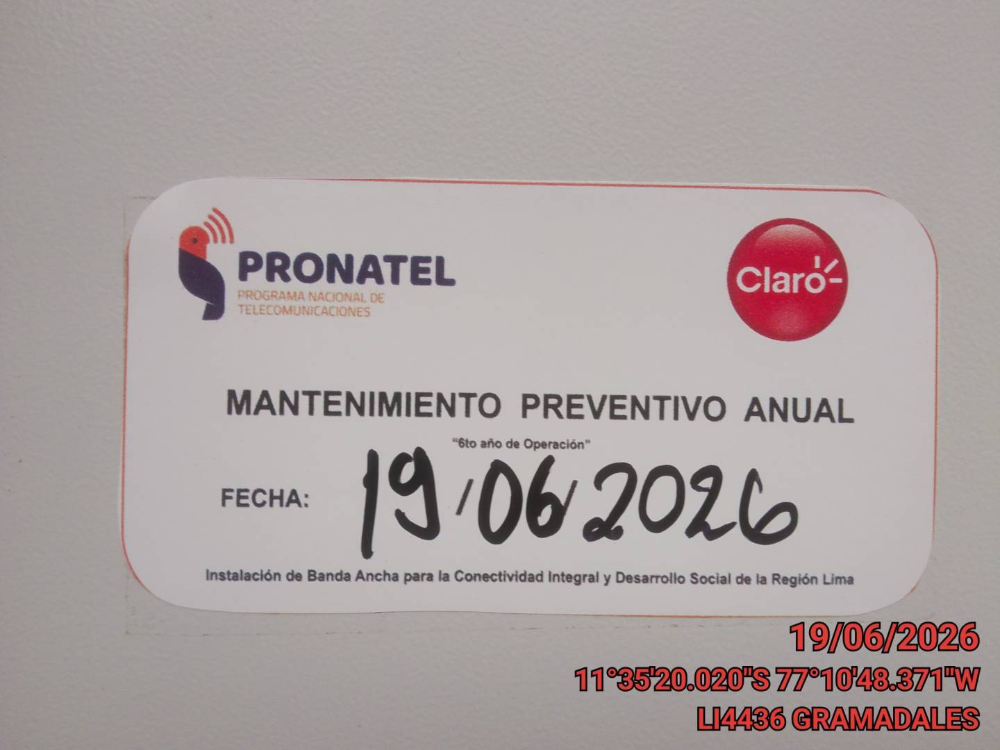 PRONATEL
PROGRAMA NACIONAL DE
TELECOMUNICACIONES
Claro
MANTENIMIENTO PREVENTIVO ANUAL
"6to año de Operación"
FECHA: 19/06/2026
Instalación de Banda Ancha para la Conectividad Integral y Desarrollo Social de la Región Lima
19/06/2026
11°35'20.020"S 77°10'48.371"W
LI4436 GRAMADALES